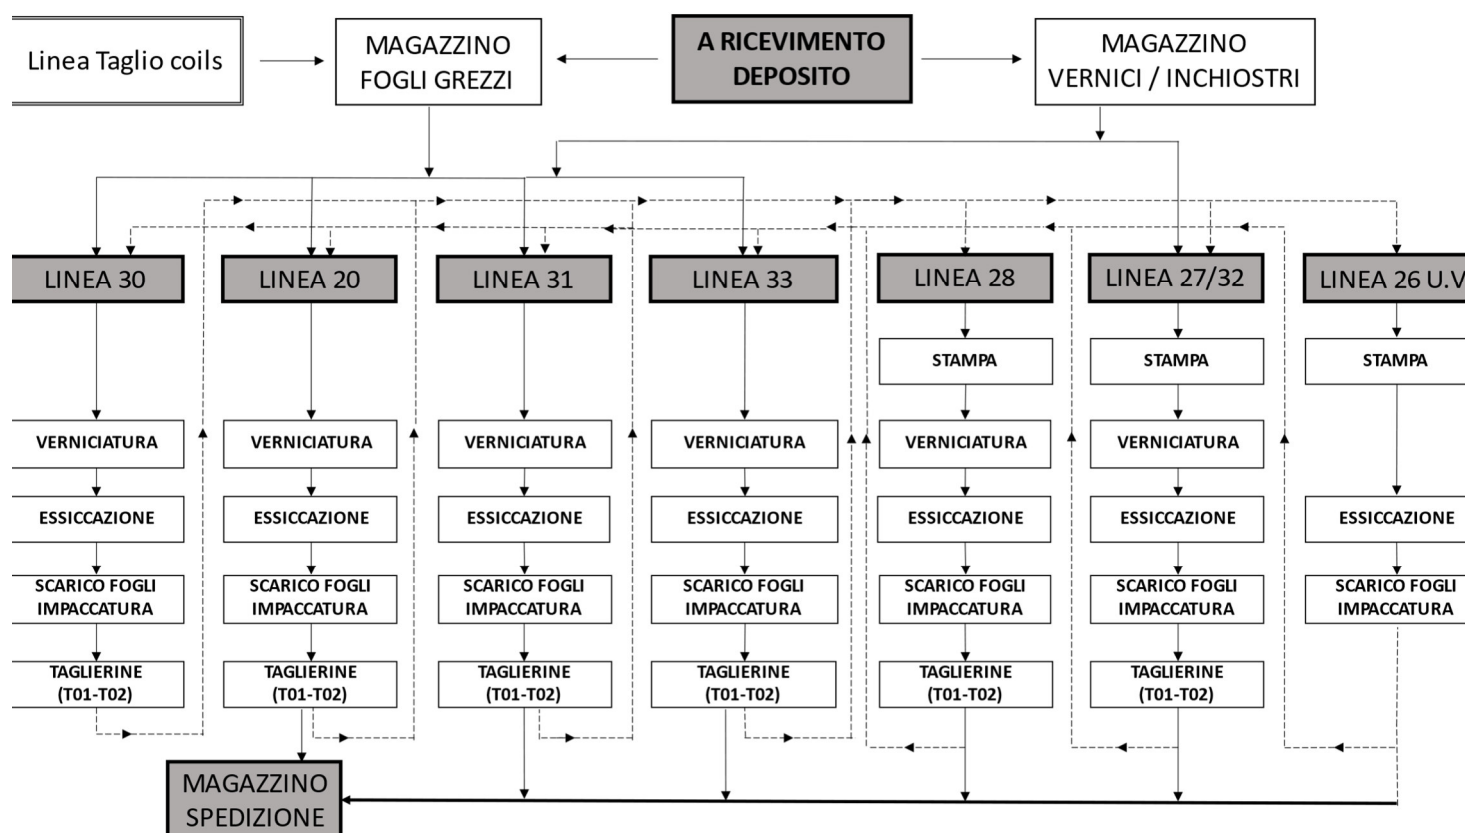 Linea Taglio coils
MAGAZZINO
FOGLI GREZZI
A RICEVIMENTO
DEPOSITO
MAGAZZINO
VERNICI / INCHIOSTRI
LINEA 30
LINEA 20
LINEA 31
LINEA 33
LINEA 28
LINEA 27/32
LINEA 26 U.V
STAMPA
STAMPA
STAMPA
VERNICIATURA
VERNICIATURA
VERNICIATURA
VERNICIATURA
VERNICIATURA
VERNICIATURA
ESSICCAZIONE
ESSICCAZIONE
ESSICCAZIONE
ESSICCAZIONE
ESSICCAZIONE
ESSICCAZIONE
ESSICCAZIONE
SCARICO FOGLI
IMPACCATURA
SCARICO FOGLI
IMPACCATURA
SCARICO FOGLI
IMPACCATURA
SCARICO FOGLI
IMPACCATURA
SCARICO FOGLI
IMPACCATURA
SCARICO FOGLI
IMPACCATURA
SCARICO FOGLI
IMPACCATURA
TAGLIERINE
(T01-T02)
TAGLIERINE
(T01-T02)
TAGLIERINE
(T01-T02)
TAGLIERINE
(T01-T02)
TAGLIERINE
(T01-T02)
TAGLIERINE
(T01-T02)
MAGAZZINO
SPEDIZIONE